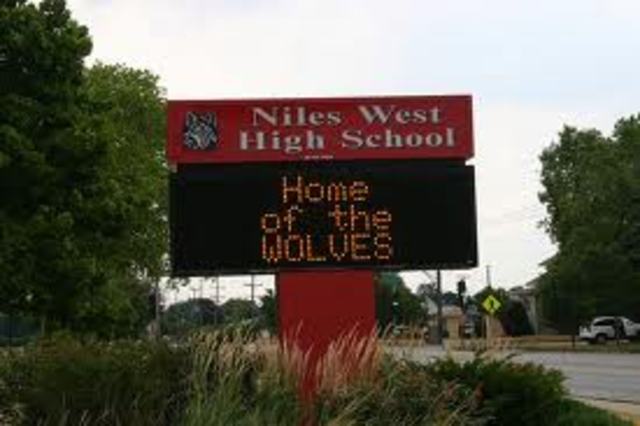 Niles West
High School
Home
of the
WOLVES